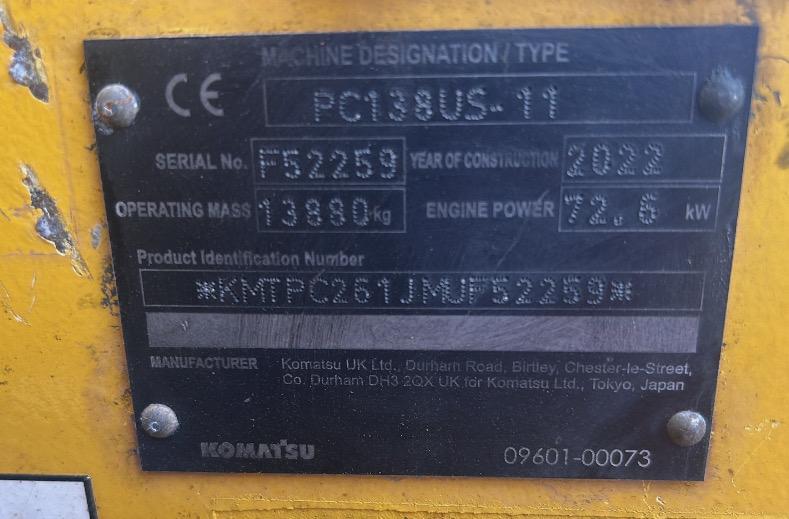 MACHINE DESIGNATION / TYPE
CE PC138US-11
SERIAL No. F52259 YEAR OF CONSTRUCTION 2022
OPERATING MASS 13880 kg ENGINE POWER 72.6 kW
Product Identification Number
*KMTPC261JMUF52259*
MANUFACTURER Komatsu UK Ltd., Durham Road, Birtley, Chester-le-Street,
Co. Durham DH3 2QX UK for Komatsu Ltd., Tokyo, Japan
KOMATSU 09601-00073